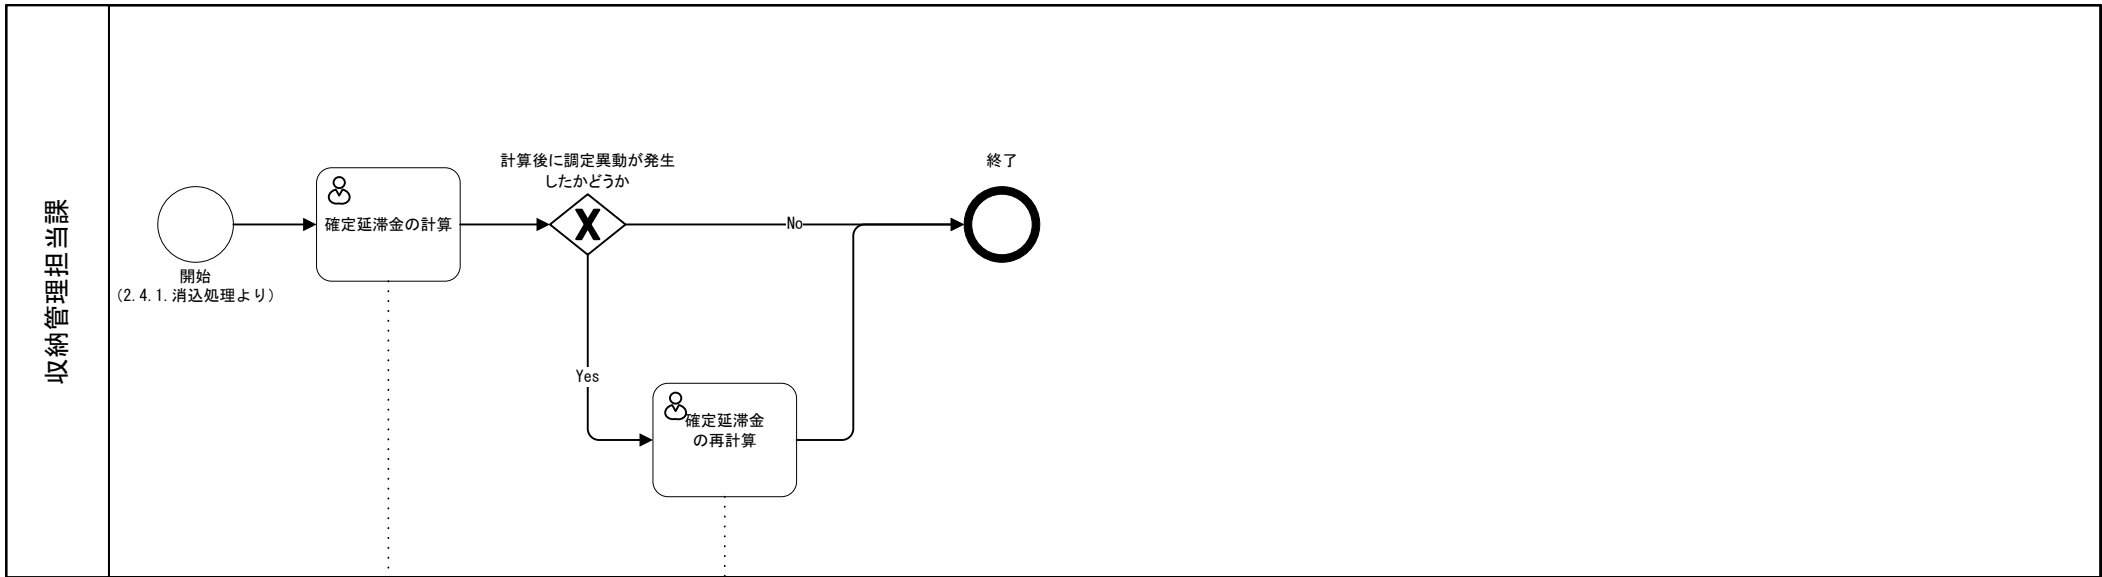 収納管理担当課
開始
（2.4.1.消込処理より）
確定延滞金の計算
計算後に調定異動が発生
したかどうか
No
Yes
確定延滞金
の再計算
終了